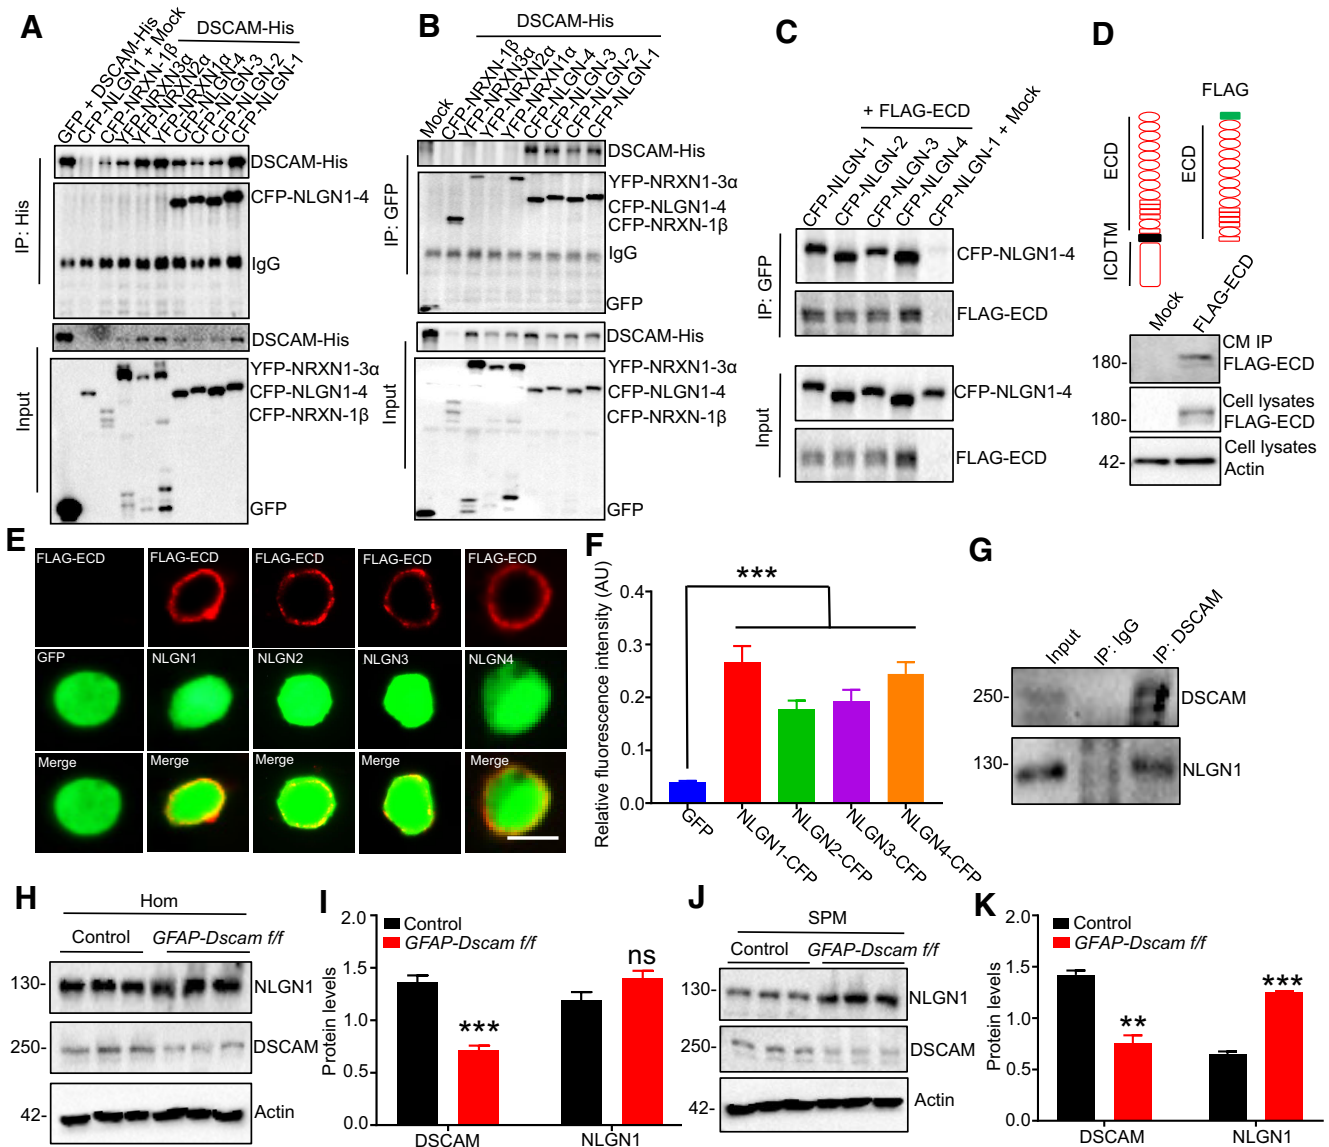 A
DSCAM-His
GFP + DSCAM-His
CFP-NLGN1 + Mock
CFP-NRXN-1β
YFP-NRXN3α
YFP-NRXN2α
YFP-NRXN1α
CFP-NLGN-4
CFP-NLGN-3
CFP-NLGN-2
CFP-NLGN-1
IP: His
DSCAM-His
CFP-NLGN1-4
IgG
Input
DSCAM-His
YFP-NRXN1-3α
CFP-NLGN1-4
CFP-NRXN-1β
GFP
B
DSCAM-His
Mock
CFP-NRXN-1β
YFP-NRXN3α
YFP-NRXN2α
YFP-NRXN1α
CFP-NLGN-4
CFP-NLGN-3
CFP-NLGN-2
CFP-NLGN-1
IP: GFP
DSCAM-His
YFP-NRXN1-3α
CFP-NLGN1-4
CFP-NRXN-1β
IgG
GFP
Input
DSCAM-His
YFP-NRXN1-3α
CFP-NLGN1-4
CFP-NRXN-1β
GFP
C
+ FLAG-ECD
CFP-NLGN-1
CFP-NLGN-2
CFP-NLGN-3
CFP-NLGN-4
CFP-NLGN-1 + Mock
IP: GFP
CFP-NLGN1-4
FLAG-ECD
Input
CFP-NLGN1-4
FLAG-ECD
D
FLAG
ECD
ECD
TM
ICD
Mock
FLAG-ECD
180-
CM IP
FLAG-ECD
180-
Cell lysates
FLAG-ECD
42-
Cell lysates
Actin
E
FLAG-ECD
FLAG-ECD
FLAG-ECD
FLAG-ECD
FLAG-ECD
GFP
NLGN1
NLGN2
NLGN3
NLGN4
Merge
Merge
Merge
Merge
Merge
F
***
Relative fluorescence intensity (AU)
0.4
0.3
0.2
0.1
0.0
GFP
NLGN1-CFP
NLGN2-CFP
NLGN3-CFP
NLGN4-CFP
G
Input
IP: IgG
IP: DSCAM
250-
DSCAM
130-
NLGN1
H
Hom
Control
GFAP-Dscam f/f
130-
NLGN1
250-
DSCAM
42-
Actin
I
Control
GFAP-Dscam f/f
Protein levels
2.0
1.5
1.0
0.5
0.0
***
ns
DSCAM
NLGN1
J
SPM
Control
GFAP-Dscam f/f
130-
NLGN1
250-
DSCAM
42-
Actin
K
Control
GFAP-Dscam f/f
Protein levels
2.0
1.5
1.0
0.5
0.0
**
***
DSCAM
NLGN1